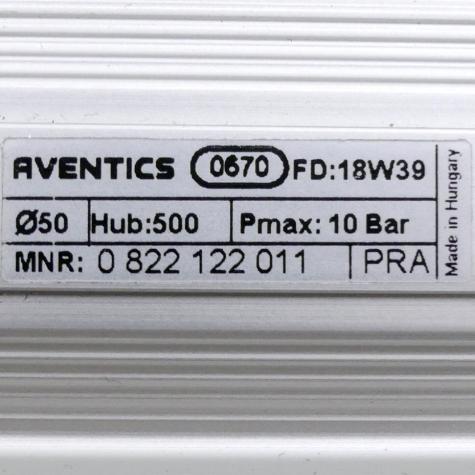 AVENTICS 0670 FD:18W39
Ø50 Hub:500 Pmax: 10 Bar
MNR: 0 822 122 011 PRA
Made in Hungary